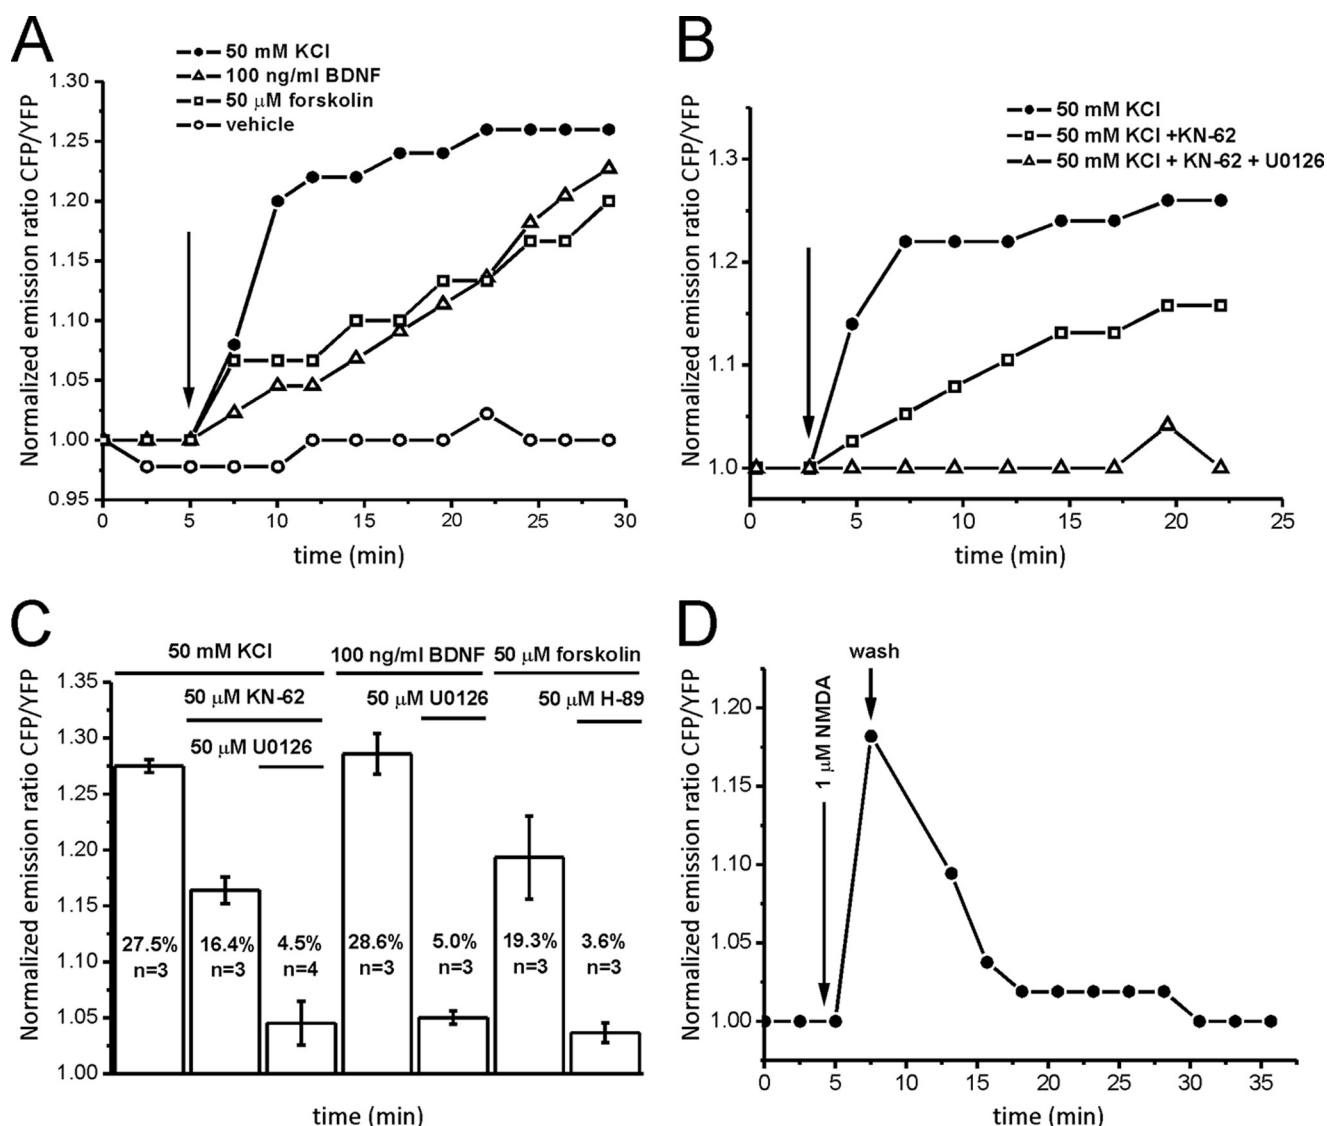 A
50 mM KCl
100 ng/ml BDNF
50 μM forskolin
vehicle
Normalized emission ratio CFP/YFP
1.30
1.25
1.20
1.15
1.10
1.05
1.00
0.95
0 5 10 15 20 25 30
time (min)
B
50 mM KCl
50 mM KCl +KN-62
50 mM KCl + KN-62 + U0126
Normalized emission ratio CFP/YFP
1.3
1.2
1.1
1.0
0 5 10 15 20 25
time (min)
C
50 mM KCl 100 ng/ml BDNF 50 μM forskolin
50 μM KN-62 50 μM U0126 50 μM H-89
50 μM U0126
Normalized emission ratio CFP/YFP
1.35
1.30
1.25
1.20
1.15
1.10
1.05
1.00
27.5% 16.4% 4.5% 28.6% 5.0% 19.3% 3.6%
n=3 n=3 n=4 n=3 n=3 n=3 n=3
time (min)
D
wash
1 μM NMDA
Normalized emission ratio CFP/YFP
1.20
1.15
1.10
1.05
1.00
0 5 10 15 20 25 30 35
time (min)